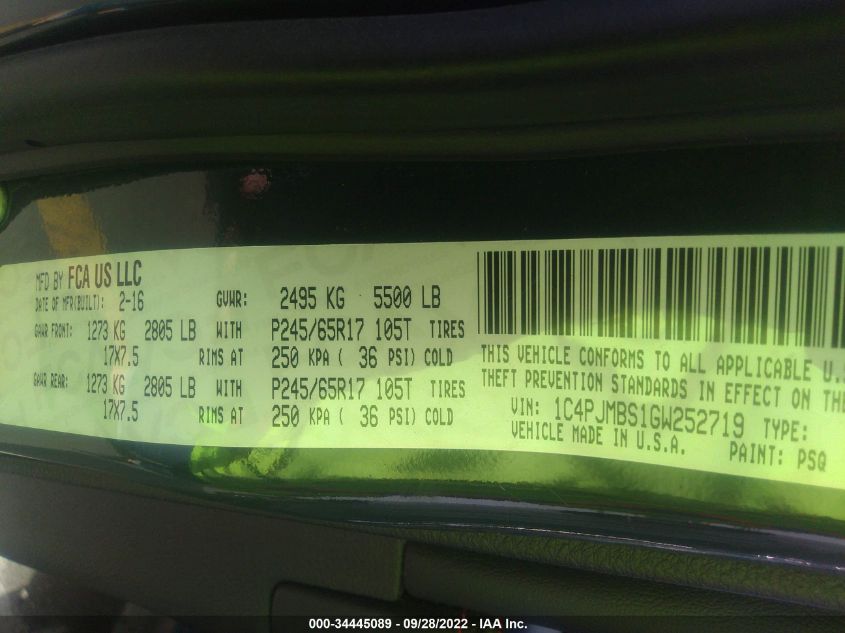 MFD BY FCA US LLC
DATE OF MFR(BUILT): 2-16 GVWR: 2495 KG 5500 LB
GAWR FRONT: 1273 KG 2805 LB WITH P245/65R17 105T TIRES
17X7.5 RIMS AT 250 KPA ( 36 PSI) COLD
GAWR REAR: 1273 KG 2805 LB WITH P245/65R17 105T TIRES
17X7.5 RIMS AT 250 KPA ( 36 PSI) COLD
THIS VEHICLE CONFORMS TO ALL APPLICABLE U.S
THEFT PREVENTION STANDARDS IN EFFECT ON THE
VIN: 1C4PJMBS1GW252719 TYPE:
VEHICLE MADE IN U.S.A. PAINT: PSQ
000-34445089 - 09/28/2022 - IAA Inc.